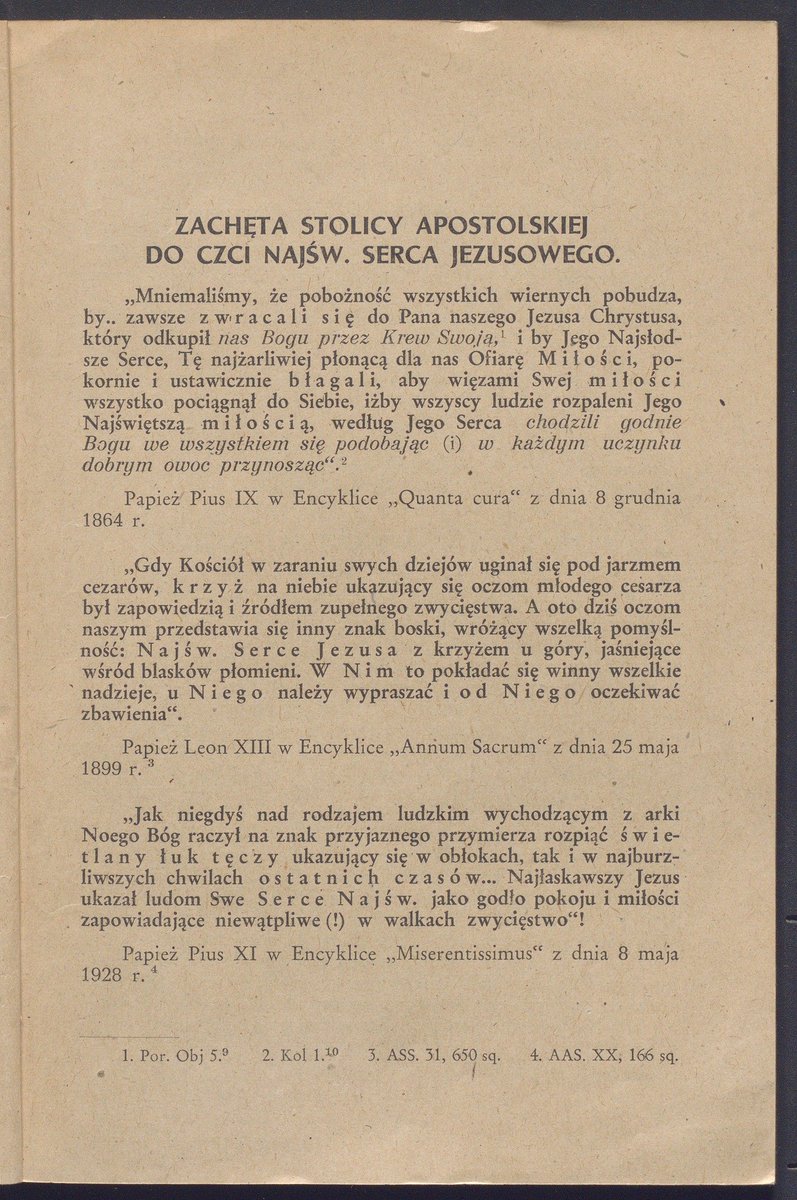 ZACHĘTA STOLICY APOSTOLSKIEJ
DO CZCI NAJŚW. SERCA JEZUSOWEGO.
„Mniemaliśmy, że pobożność wszystkich wiernych pobudza,
by.. zawsze zwracali się do Pana naszego Jezusa Chrystusa,
który odkupił nas Bogu przez Krew Swoją,¹ i by Jego Najsłod-
sze Serce, Tę najżarliwiej płonącą dla nas Ofiarę Miłości, po-
kornie i ustawicznie błagali, aby więzami Swej miłości
wszystko pociągnął do Siebie, iżby wszyscy ludzie rozpaleni Jego
Najświętszą miłością, według Jego Serca chodzili godnie
Bogu we wszystkiem się podobając (i) w każdym uczynku
dobrym owoc przynosząc“.²
Papież Pius IX w Encyklice „Quanta cura“ z dnia 8 grudnia
1864 r.
„Gdy Kościół w zaraniu swych dziejów uginał się pod jarzmem
cezarów, krzyż na niebie ukazujący się oczom młodego cesarza
był zapowiedzią i źródłem zupełnego zwycięstwa. A oto dziś oczom
naszym przedstawia się inny znak boski, wróżący wszelką pomyśl-
ność: Najśw. Serce Jezusa z krzyżem u góry, jaśniejące
wśród blasków płomieni. W Nim to pokładać się winny wszelkie
nadzieje, u Niego należy wypraszać i od Niego oczekiwać
zbawienia“.
Papież Leon XIII w Encyklice „Annum Sacrum“ z dnia 25 maja
1899 r. ³
„Jak niegdyś nad rodzajem ludzkim wychodzącym z arki
Noego Bóg raczył na znak przyjaznego przymierza rozpiąć świe-
tlany łuk tęczy ukazujący się w obłokach, tak i w najburz-
liwszych chwilach ostatnich czasów... Najłaskawszy Jezus
ukazał ludom Swe Serce Najśw. jako godło pokoju i miłości
zapowiadające niewątpliwe (!) w walkach zwycięstwo“!
Papież Pius XI w Encyklice „Miserentissimus“ z dnia 8 maja
1928 r. ⁴
1. Por. Obj 5.⁹ 2. Kol 1.¹⁰ 3. ASS. 31, 650 sq. 4. AAS. XX, 166 sq.